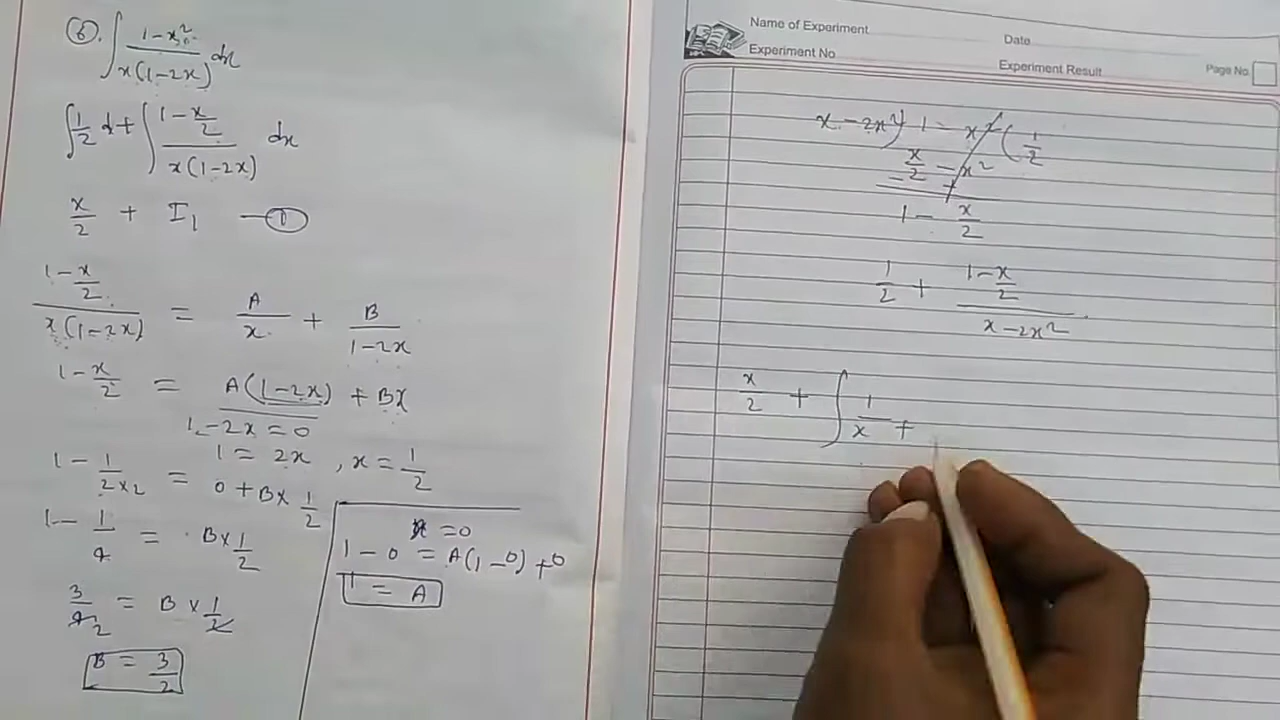 ⑥. ∫ (1-x²)/(x(1-2x)) dx
∫ 1/2 d + ∫ (1-x/2)/(x(1-2x)) dx
x/2 + I₁ —①
(1-x/2)/(x(1-2x)) = A/x + B/(1-2x)
1-x/2 = A(1-2x) + Bx
1-2x=0
1 = 2x, x = 1/2
1 - 1/(2×2) = 0 + B× 1/2
1 - 1/4 = B× 1/2
3/4 2 = B × 1/2
B = 3/2
x = 0
1 - 0 = A(1-0) + 0
1 = A
Name of Experiment
Date
Experiment No
Experiment Result
Page No.
x - 2x²) 1 - x² ( 1/2
x/2 - x²
- +
1 - x/2
1/2 + (1-x/2)/(x-2x²)
x/2 + ∫ 1/x +